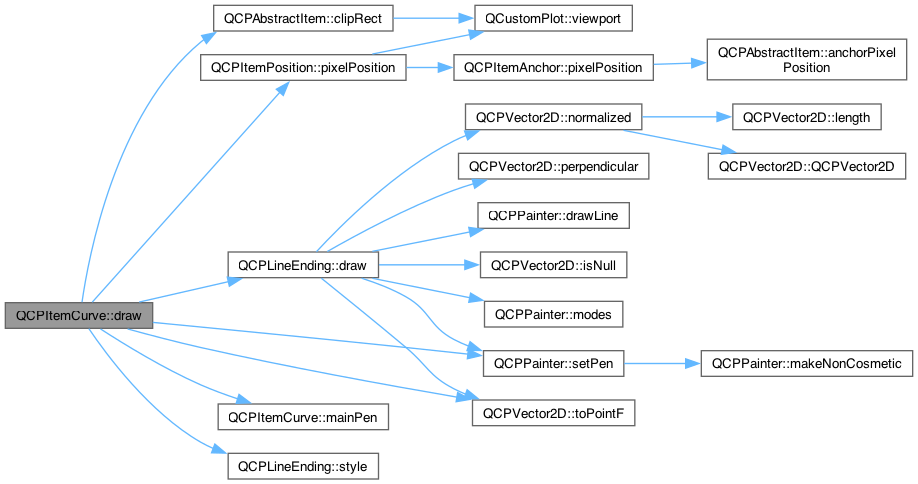 QCPAbstractItem::clipRect
QCustomPlot::viewport
QCPItemPosition::pixelPosition
QCPItemAnchor::pixelPosition
QCPAbstractItem::anchorPixel
Position
QCPVector2D::normalized
QCPVector2D::length
QCPVector2D::perpendicular
QCPVector2D::QCPVector2D
QCPPainter::drawLine
QCPLineEnding::draw
QCPVector2D::isNull
QCPItemCurve::draw
QCPPainter::modes
QCPPainter::setPen
QCPPainter::makeNonCosmetic
QCPItemCurve::mainPen
QCPVector2D::toPointF
QCPLineEnding::style